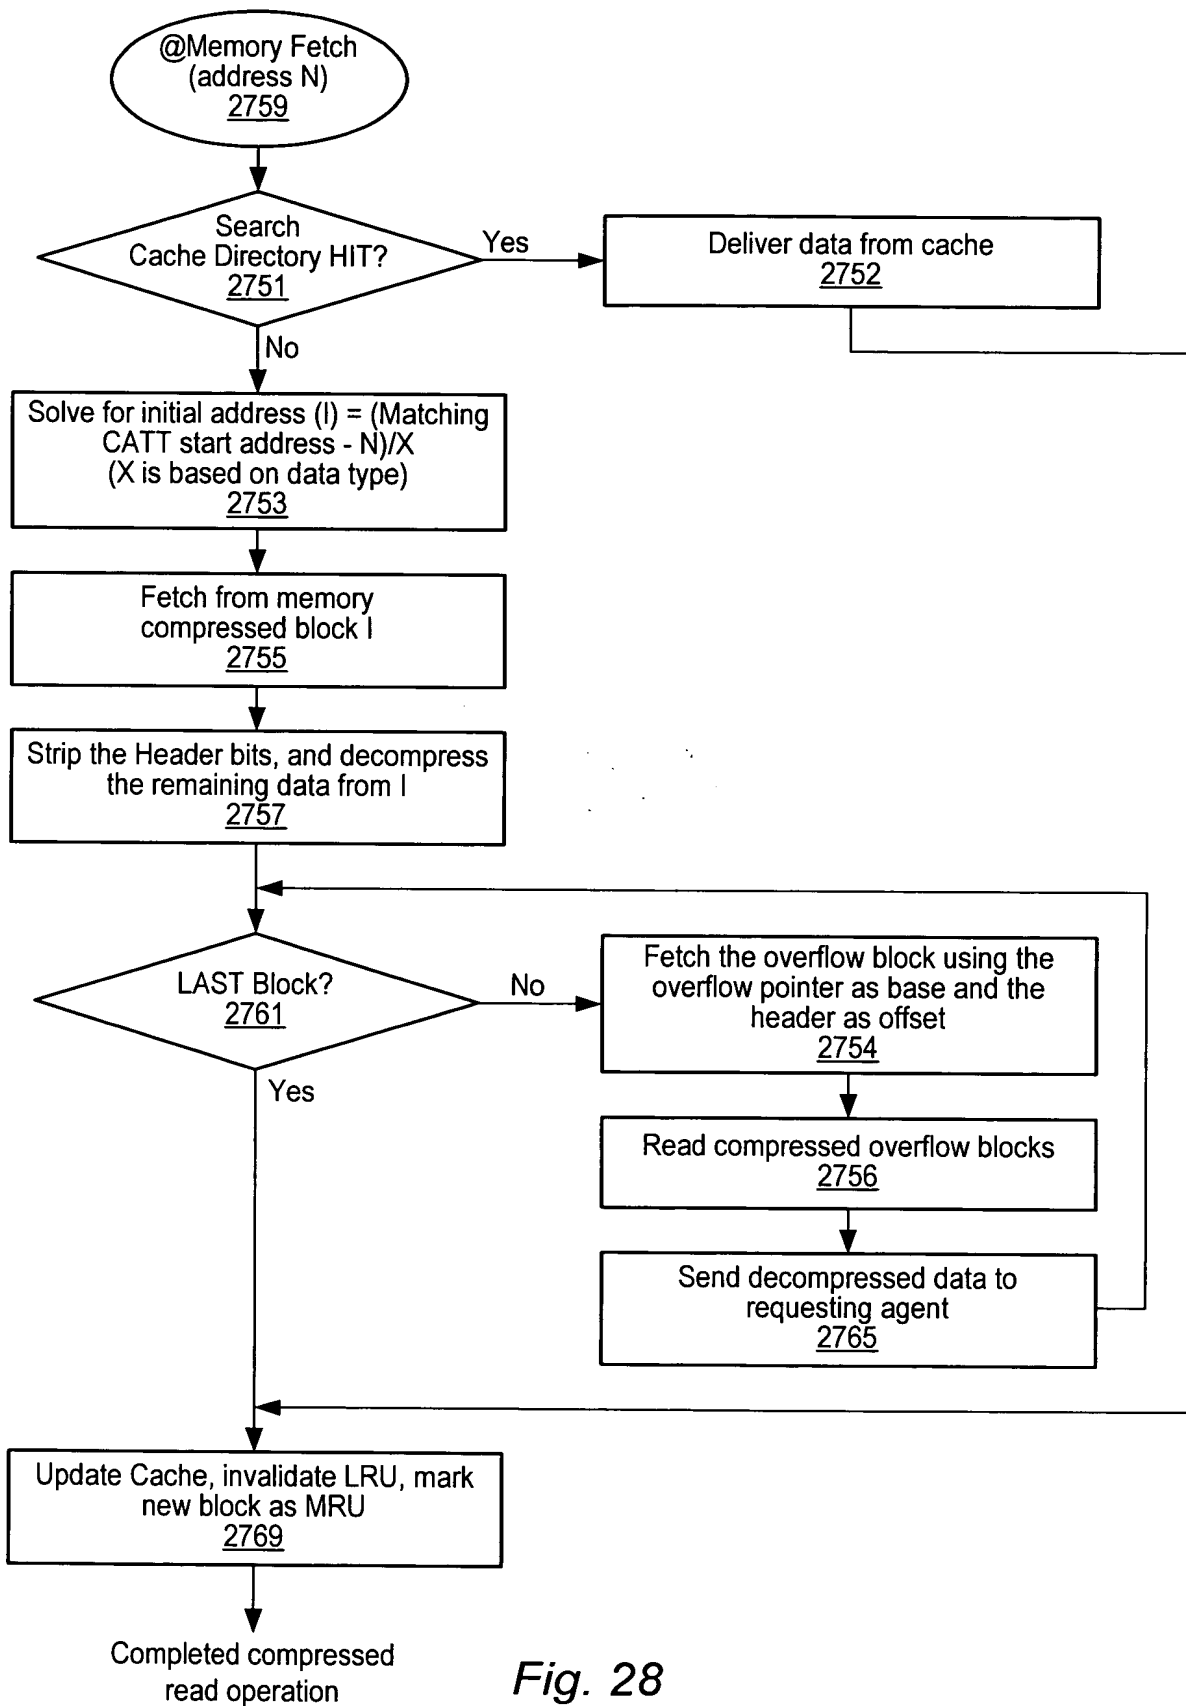 @Memory Fetch
(address N)
2759
Search
Cache Directory HIT?
2751
Yes
Deliver data from cache
2752
No
Solve for initial address (I) = (Matching
CATT start address - N)/X
(X is based on data type)
2753
Fetch from memory
compressed block I
2755
Strip the Header bits, and decompress
the remaining data from I
2757
LAST Block?
2761
No
Fetch the overflow block using the
overflow pointer as base and the
header as offset
2754
Yes
Read compressed overflow blocks
2756
Send decompressed data to
requesting agent
2765
Update Cache, invalidate LRU, mark
new block as MRU
2769
Completed compressed
read operation
Fig. 28